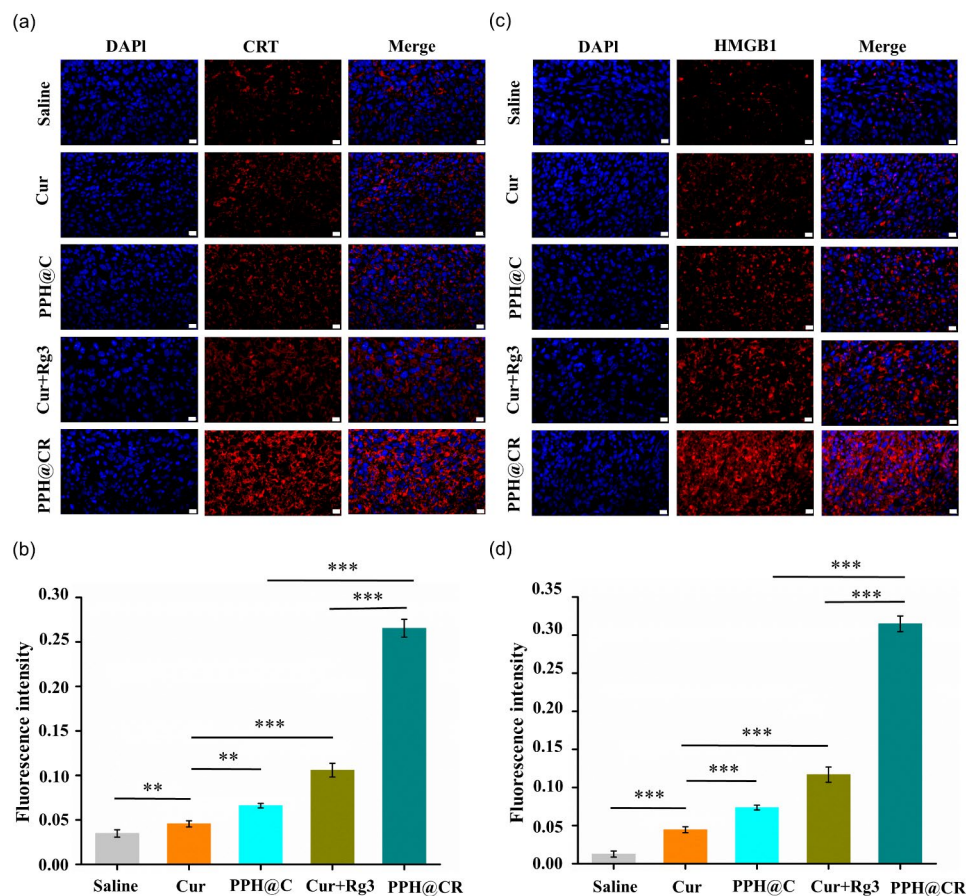 (a)
DAPl CRT Merge
Saline
Cur
PPH@C
Cur+Rg3
PPH@CR
(c)
DAPl HMGB1 Merge
Saline
Cur
PPH@C
Cur+Rg3
PPH@CR
(b)
Fluorescence intensity
0.30
0.25
0.20
0.15
0.10
0.05
0.00
***
***
***
**
**
Saline Cur PPH@C Cur+Rg3 PPH@CR
(d)
Fluorescence intensity
0.35
0.30
0.25
0.20
0.15
0.10
0.05
0.00
***
***
***
***
***
Saline Cur PPH@C Cur+Rg3 PPH@CR